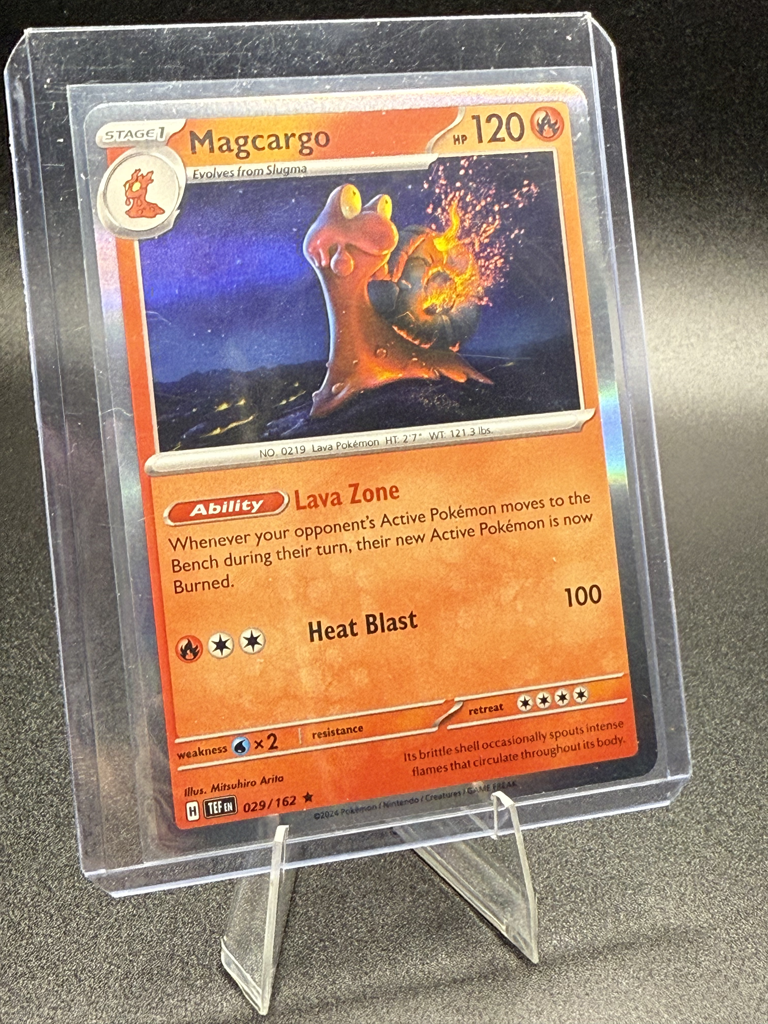 STAGE1
Magcargo
HP 120
Evolves from Slugma
NO. 0219 Lava Pokémon HT: 2'7" WT: 121.3 lbs.
Ability Lava Zone
Whenever your opponent's Active Pokémon moves to the
Bench during their turn, their new Active Pokémon is now
Burned.
Heat Blast 100
weakness ×2 resistance retreat
Its brittle shell occasionally spouts intense
flames that circulate throughout its body.
Illus. Mitsuhiro Arita
H TEF EN 029/162 ★
©2024 Pokémon / Nintendo / Creatures / GAME FREAK